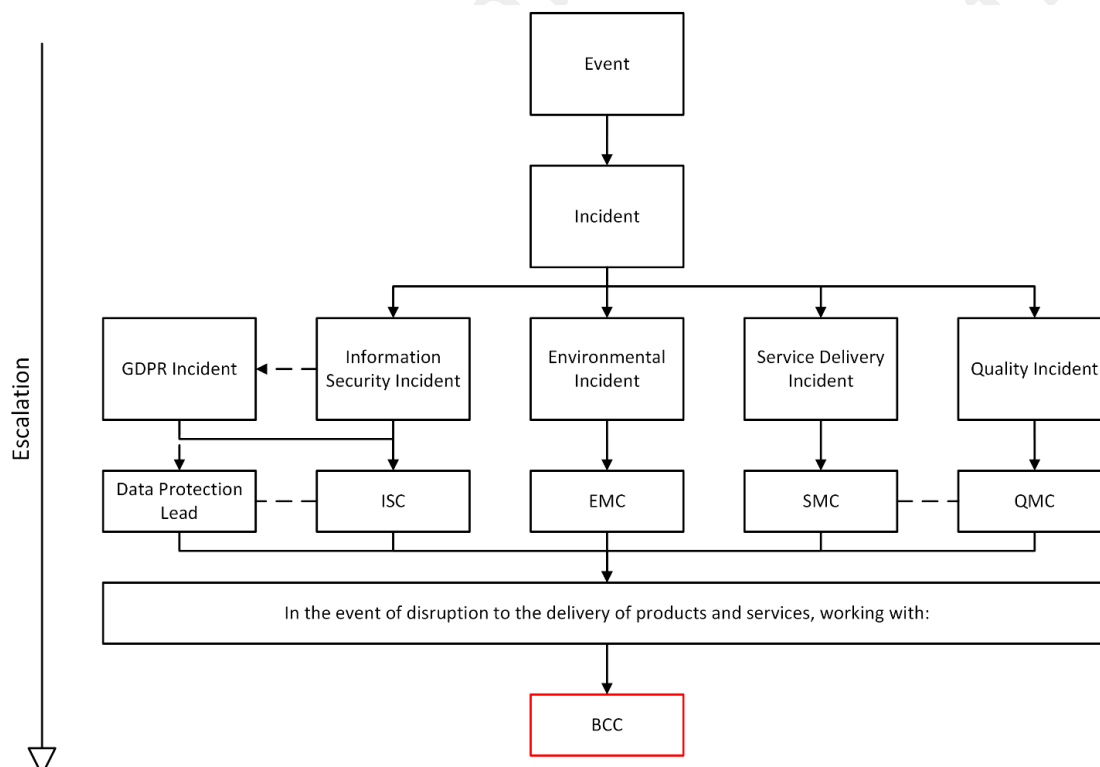 Event
Incident
Escalation
GDPR Incident
Information
Security Incident
Environmental
Incident
Service Delivery
Incident
Quality Incident
Data Protection
Lead
ISC
EMC
SMC
QMC
In the event of disruption to the delivery of products and services, working with:
BCC